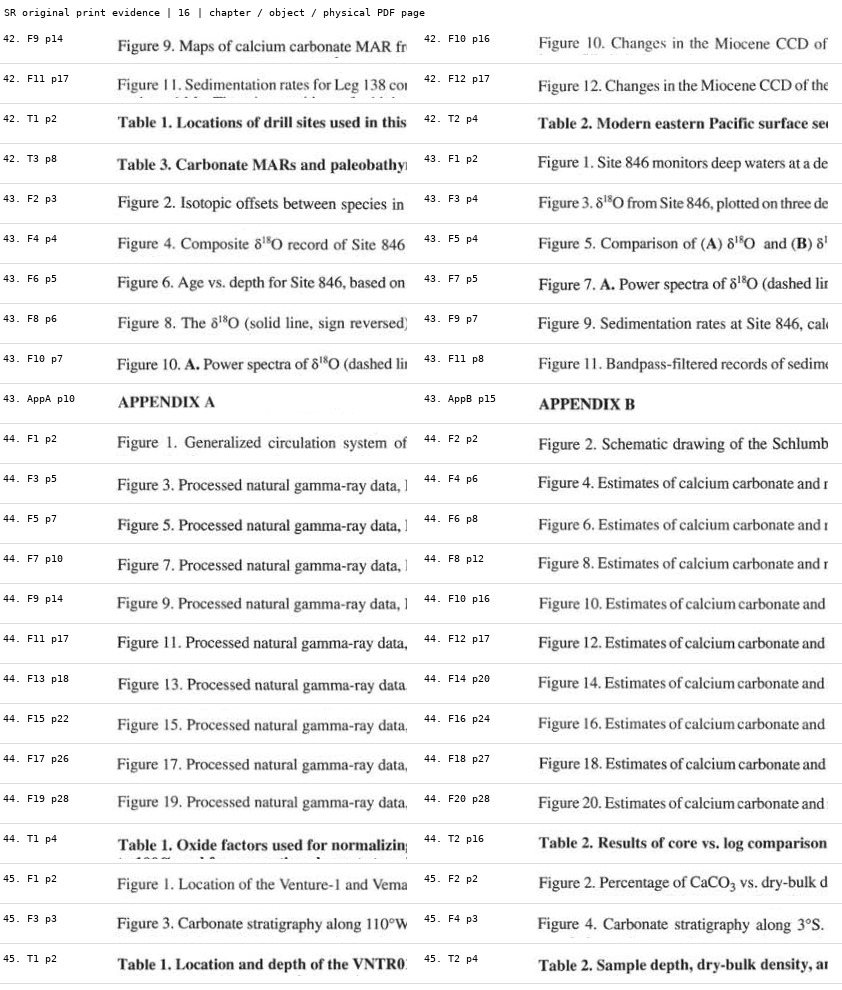 SR original print evidence | 16 | chapter / object / physical PDF page
42. F9 p14 Figure 9. Maps of calcium carbonate MAR
42. F10 p16 Figure 10. Changes in the Miocene CCD of
42. F11 p17 Figure 11. Sedimentation rates for Leg 138
42. F12 p17 Figure 12. Changes in the Miocene CCD of the
42. T1 p2 Table 1. Locations of drill sites used in this
42. T2 p4 Table 2. Modern eastern Pacific surface
42. T3 p8 Table 3. Carbonate MARs and
43. F1 p2 Figure 1. Site 846 monitors deep waters at a
43. F2 p3 Figure 2. Isotopic offsets between species in
43. F3 p4 Figure 3. δ¹⁸O from Site 846, plotted on three
43. F4 p4 Figure 4. Composite δ¹⁸O record of Site 846
43. F5 p4 Figure 5. Comparison of (A) δ¹⁸O and (B)
43. F6 p5 Figure 6. Age vs. depth for Site 846, based on
43. F7 p5 Figure 7. A. Power spectra of δ¹⁸O (dashed
43. F8 p6 Figure 8. The δ¹⁸O (solid line, sign reversed)
43. F9 p7 Figure 9. Sedimentation rates at Site 846,
43. F10 p7 Figure 10. A. Power spectra of δ¹⁸O (dashed
43. F11 p8 Figure 11. Bandpass-filtered records of
43. AppA p10 APPENDIX A
43. AppB p15 APPENDIX B
44. F1 p2 Figure 1. Generalized circulation system of
44. F2 p2 Figure 2. Schematic drawing of the
44. F3 p5 Figure 3. Processed natural gamma-ray data,
44. F4 p6 Figure 4. Estimates of calcium carbonate and
44. F5 p7 Figure 5. Processed natural gamma-ray data,
44. F6 p8 Figure 6. Estimates of calcium carbonate and
44. F7 p10 Figure 7. Processed natural gamma-ray data,
44. F8 p12 Figure 8. Estimates of calcium carbonate and
44. F9 p14 Figure 9. Processed natural gamma-ray data,
44. F10 p16 Figure 10. Estimates of calcium carbonate and
44. F11 p17 Figure 11. Processed natural gamma-ray data,
44. F12 p17 Figure 12. Estimates of calcium carbonate and
44. F13 p18 Figure 13. Processed natural gamma-ray data
44. F14 p20 Figure 14. Estimates of calcium carbonate and
44. F15 p22 Figure 15. Processed natural gamma-ray data,
44. F16 p24 Figure 16. Estimates of calcium carbonate and
44. F17 p26 Figure 17. Processed natural gamma-ray data,
44. F18 p27 Figure 18. Estimates of calcium carbonate and
44. F19 p28 Figure 19. Processed natural gamma-ray data,
44. F20 p28 Figure 20. Estimates of calcium carbonate and
44. T1 p4 Table 1. Oxide factors used for
44. T2 p16 Table 2. Results of core vs. log comparison
45. F1 p2 Figure 1. Location of the Venture-1 and Vema
45. F2 p2 Figure 2. Percentage of CaCO₃ vs. dry-bulk
45. F3 p3 Figure 3. Carbonate stratigraphy along 110°W
45. F4 p3 Figure 4. Carbonate stratigraphy along 3°S.
45. T1 p2 Table 1. Location and depth of the
45. T2 p4 Table 2. Sample depth, dry-bulk density,